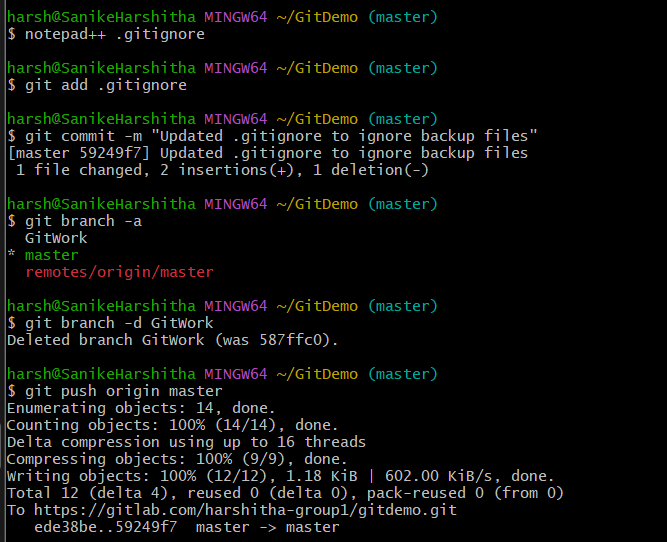 harsh@SanikeHarshitha MINGW64 ~/GitDemo (master)
$ notepad++ .gitignore
harsh@SanikeHarshitha MINGW64 ~/GitDemo (master)
$ git add .gitignore
harsh@SanikeHarshitha MINGW64 ~/GitDemo (master)
$ git commit -m "Updated .gitignore to ignore backup files"
[master 59249f7] Updated .gitignore to ignore backup files
 1 file changed, 2 insertions(+), 1 deletion(-)
harsh@SanikeHarshitha MINGW64 ~/GitDemo (master)
$ git branch -a
  GitWork
* master
  remotes/origin/master
harsh@SanikeHarshitha MINGW64 ~/GitDemo (master)
$ git branch -d GitWork
Deleted branch GitWork (was 587ffc0).
harsh@SanikeHarshitha MINGW64 ~/GitDemo (master)
$ git push origin master
Enumerating objects: 14, done.
Counting objects: 100% (14/14), done.
Delta compression using up to 16 threads
Compressing objects: 100% (9/9), done.
Writing objects: 100% (12/12), 1.18 KiB | 602.00 KiB/s, done.
Total 12 (delta 4), reused 0 (delta 0), pack-reused 0 (from 0)
To https://gitlab.com/harshitha-group1/gitdemo.git
   ede38be..59249f7  master -> master